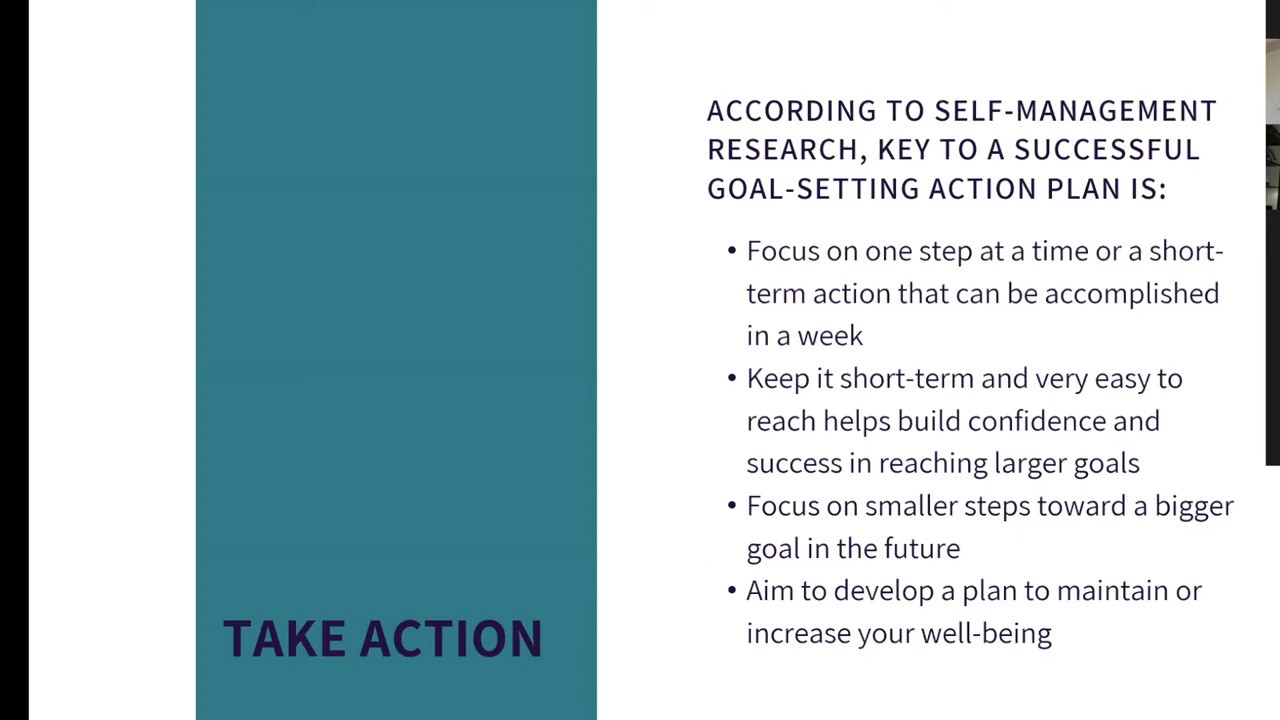 TAKE ACTION
ACCORDING TO SELF-MANAGEMENT
RESEARCH, KEY TO A SUCCESSFUL
GOAL-SETTING ACTION PLAN IS:
• Focus on one step at a time or a short-
term action that can be accomplished
in a week
• Keep it short-term and very easy to
reach helps build confidence and
success in reaching larger goals
• Focus on smaller steps toward a bigger
goal in the future
• Aim to develop a plan to maintain or
increase your well-being